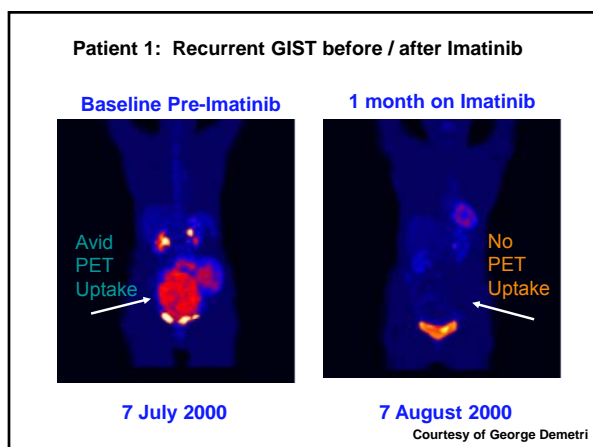 Patient 1:  Recurrent GIST before / after Imatinib
Baseline Pre-Imatinib
1 month on Imatinib
Avid
PET
Uptake
No
PET
Uptake
7 July 2000
7 August 2000
Courtesy of George Demetri